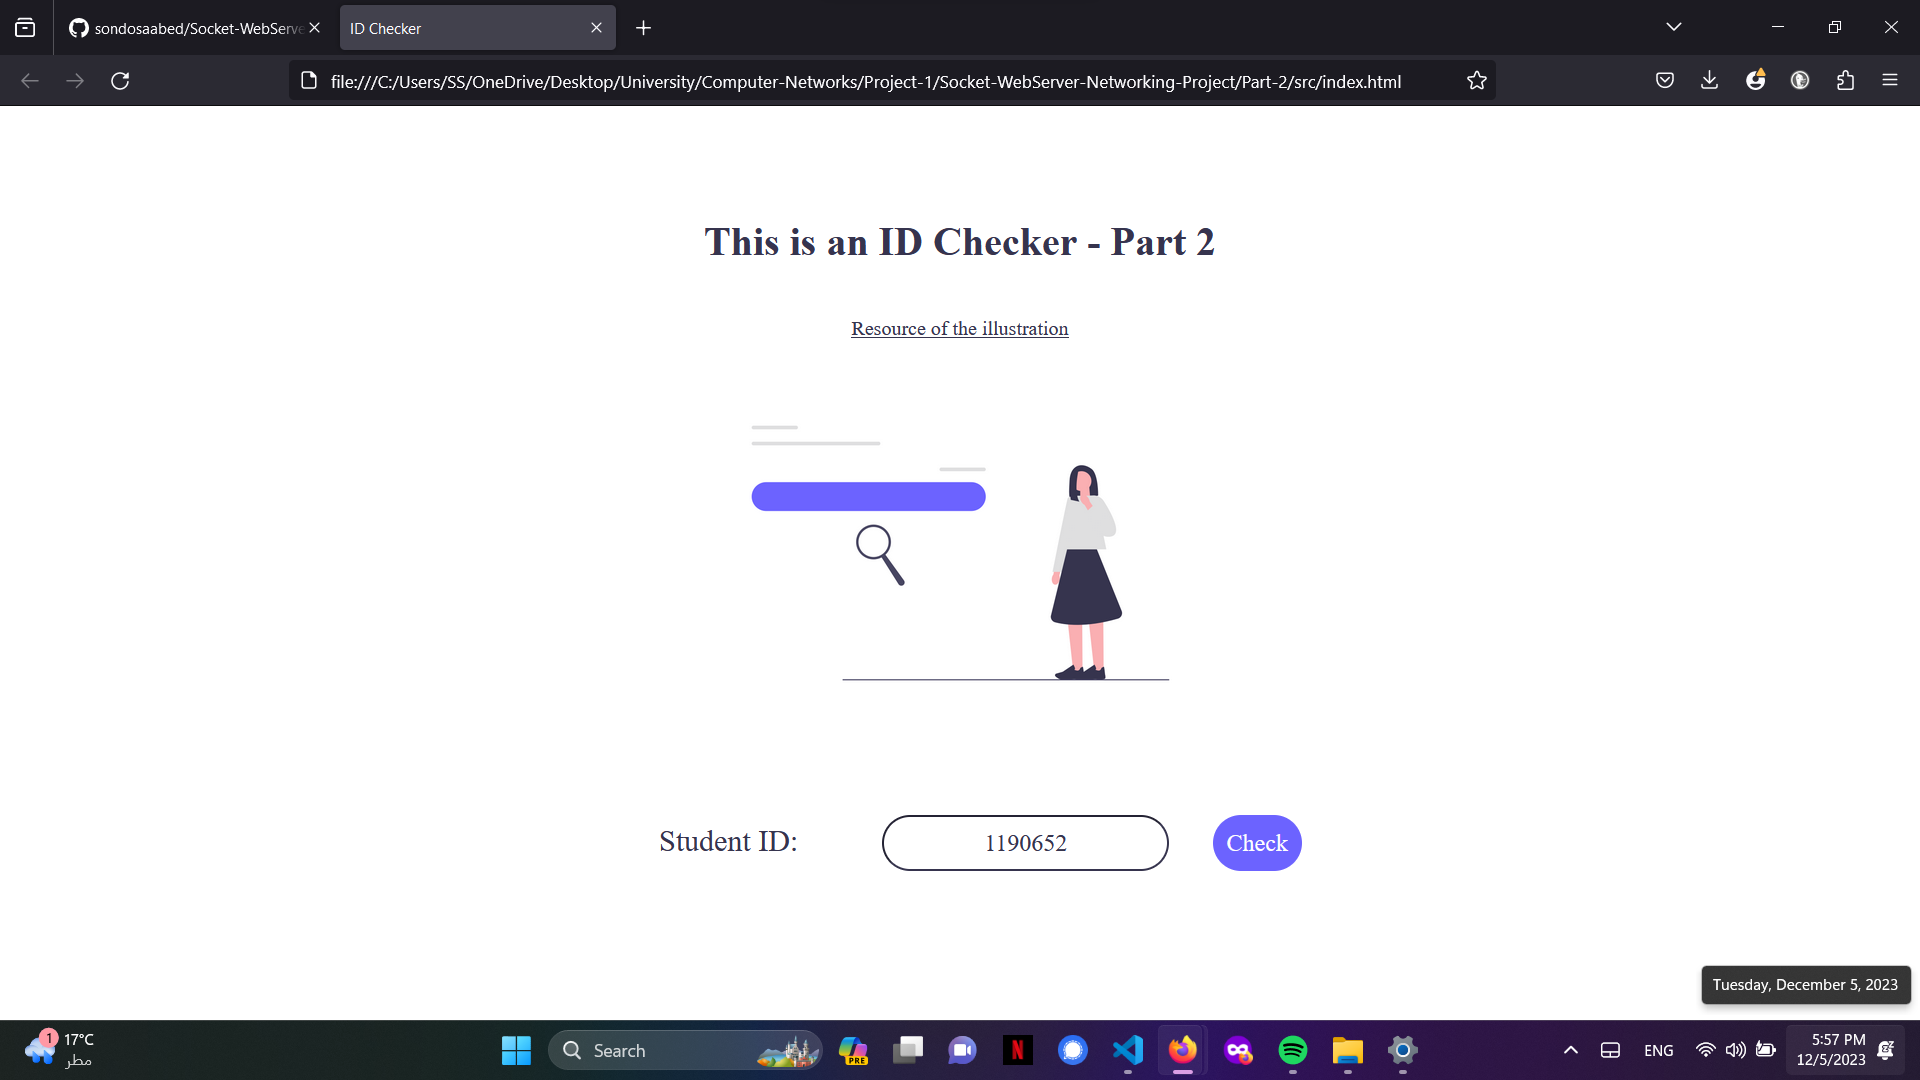 sondosaabed/Socket-WebServe
ID Checker
file:///C:/Users/SS/OneDrive/Desktop/University/Computer-Networks/Project-1/Socket-WebServer-Networking-Project/Part-2/src/index.html
This is an ID Checker - Part 2
Resource of the illustration
Student ID:
1190652
Check
Tuesday, December 5, 2023
1
17°C
مطر
Search
PRE
N
ENG
5:57 PM
12/5/2023